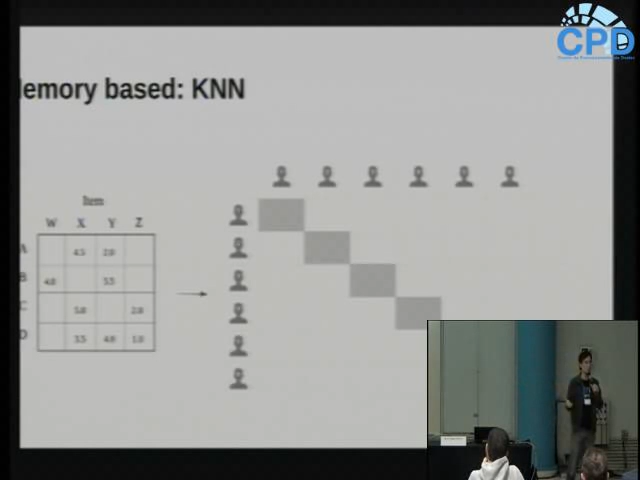 CPD
emory based: KNN
Item
W X Y Z
A 4.5 2.0
B 4.0 3.5
C 5.0 2.0
D 3.5 4.0 1.0